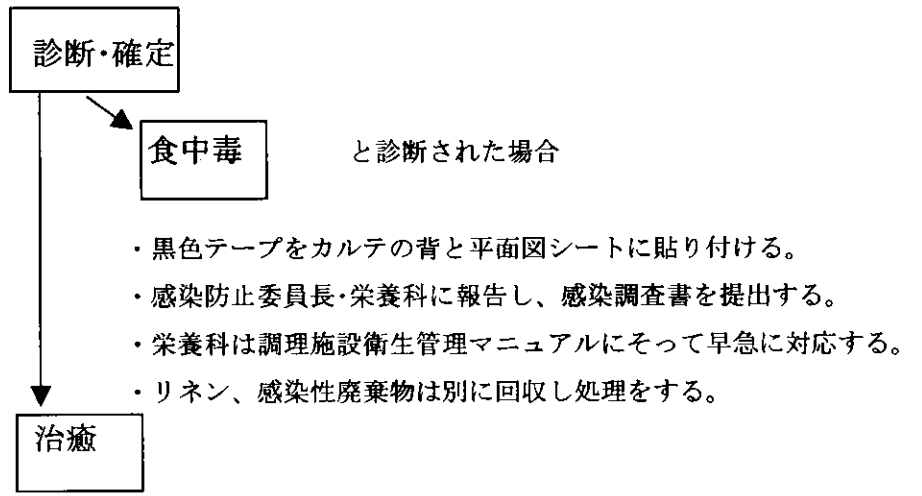 診断・確定
食中毒 と診断された場合
・黒色テープをカルテの背と平面図シートに貼り付ける。
・感染防止委員長・栄養科に報告し、感染調査書を提出する。
・栄養科は調理施設衛生管理マニュアルにそって早急に対応する。
・リネン、感染性廃棄物は別に回収し処理をする。
治癒